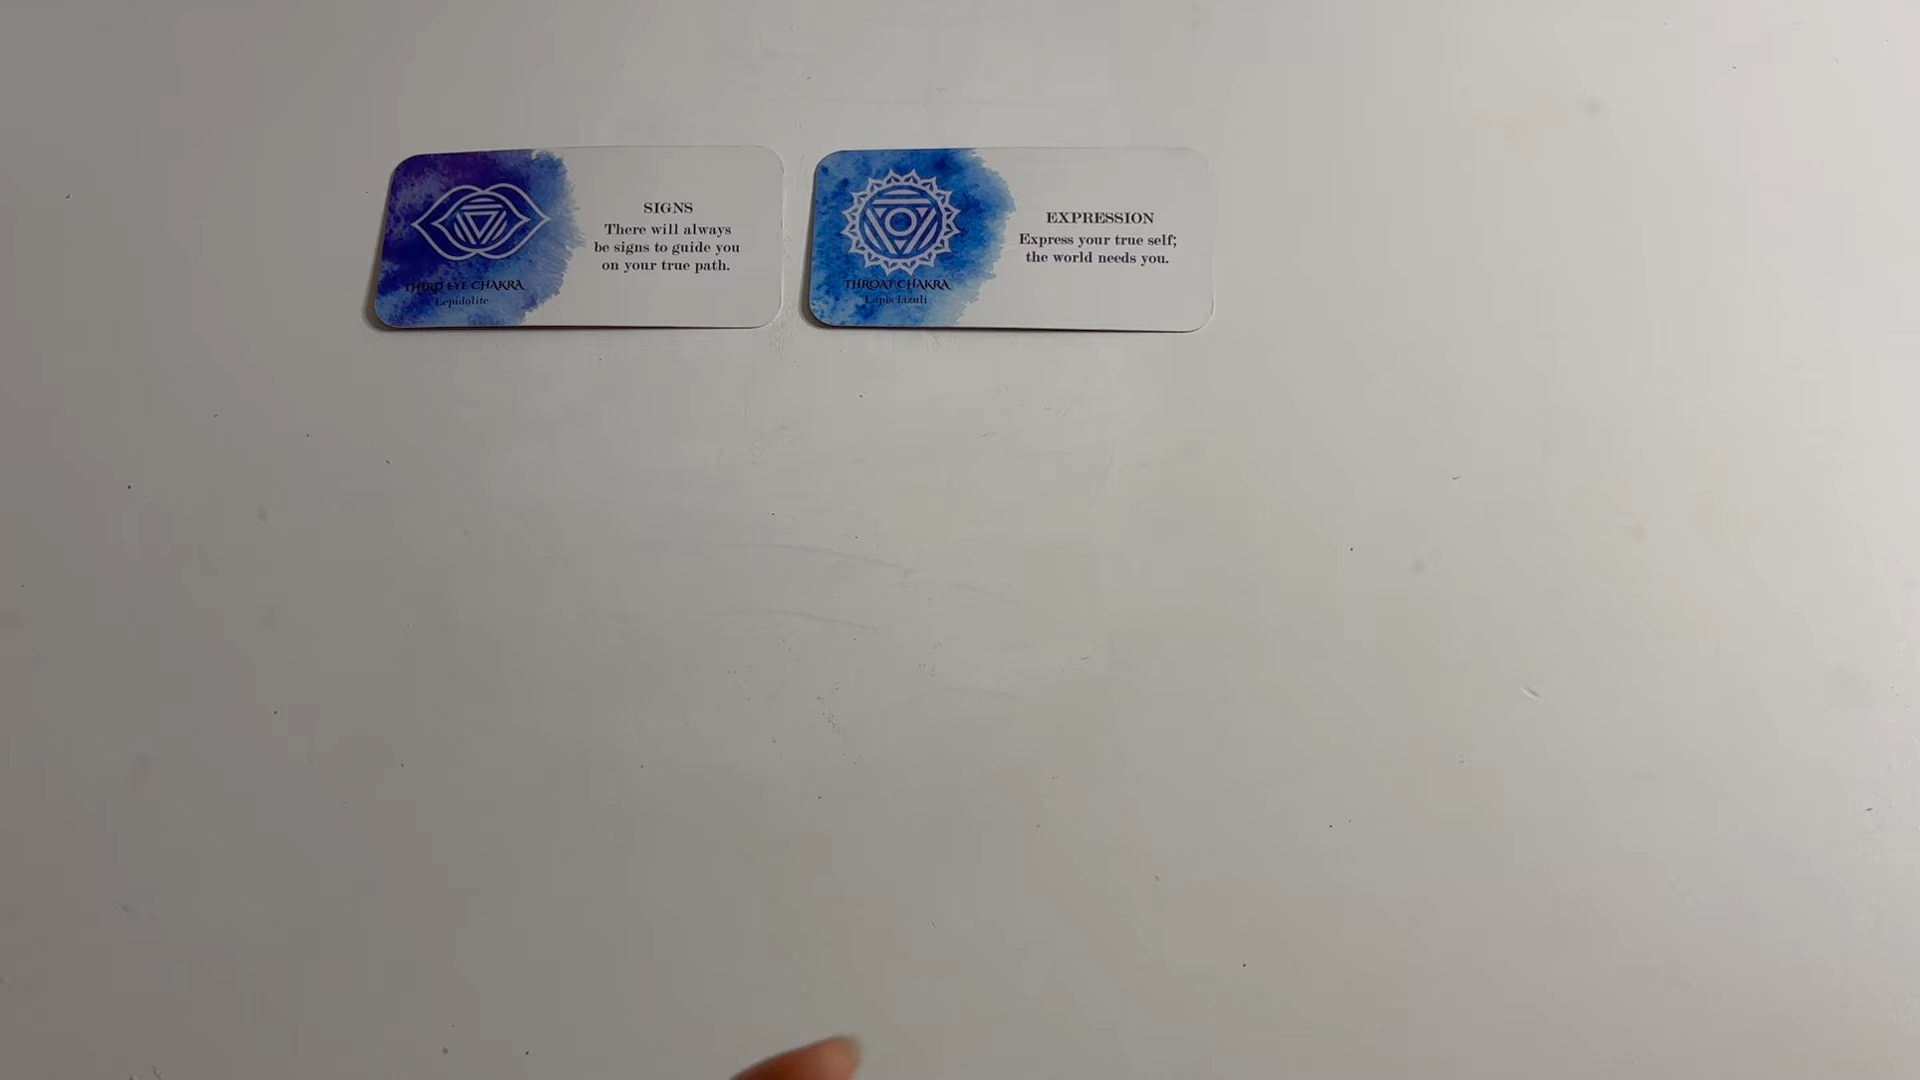 SIGNS
There will always
be signs to guide you
on your true path.
THIRD EYE CHAKRA
Lepidolite
EXPRESSION
Express your true self;
the world needs you.
THROAT CHAKRA
Lapis lazuli